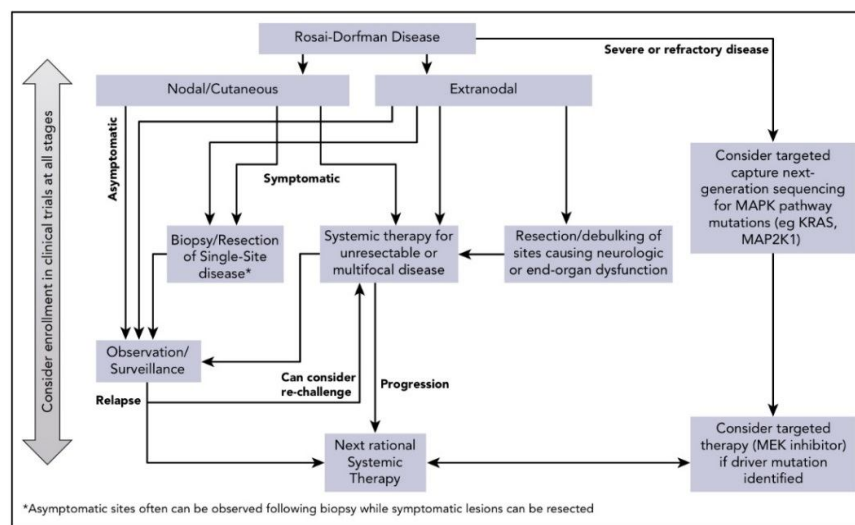 Rosai-Dorfman Disease
Severe or refractory disease
Nodal/Cutaneous
Extranodal
Consider enrollment in clinical trials at all stages
Asymptomatic
Symptomatic
Consider targeted
capture next-
generation sequencing
for MAPK pathway
mutations (eg KRAS,
MAP2K1)
Biopsy/Resection
of Single-Site
disease*
Systemic therapy for
unresectable or
multifocal disease
Resection/debulking of
sites causing neurologic
or end-organ dysfunction
Observation/
Surveillance
Relapse
Can consider
re-challenge
Progression
Next rational
Systemic
Therapy
Consider targeted
therapy (MEK inhibitor)
if driver mutation
identified
*Asymptomatic sites often can be observed following biopsy while symptomatic lesions can be resected